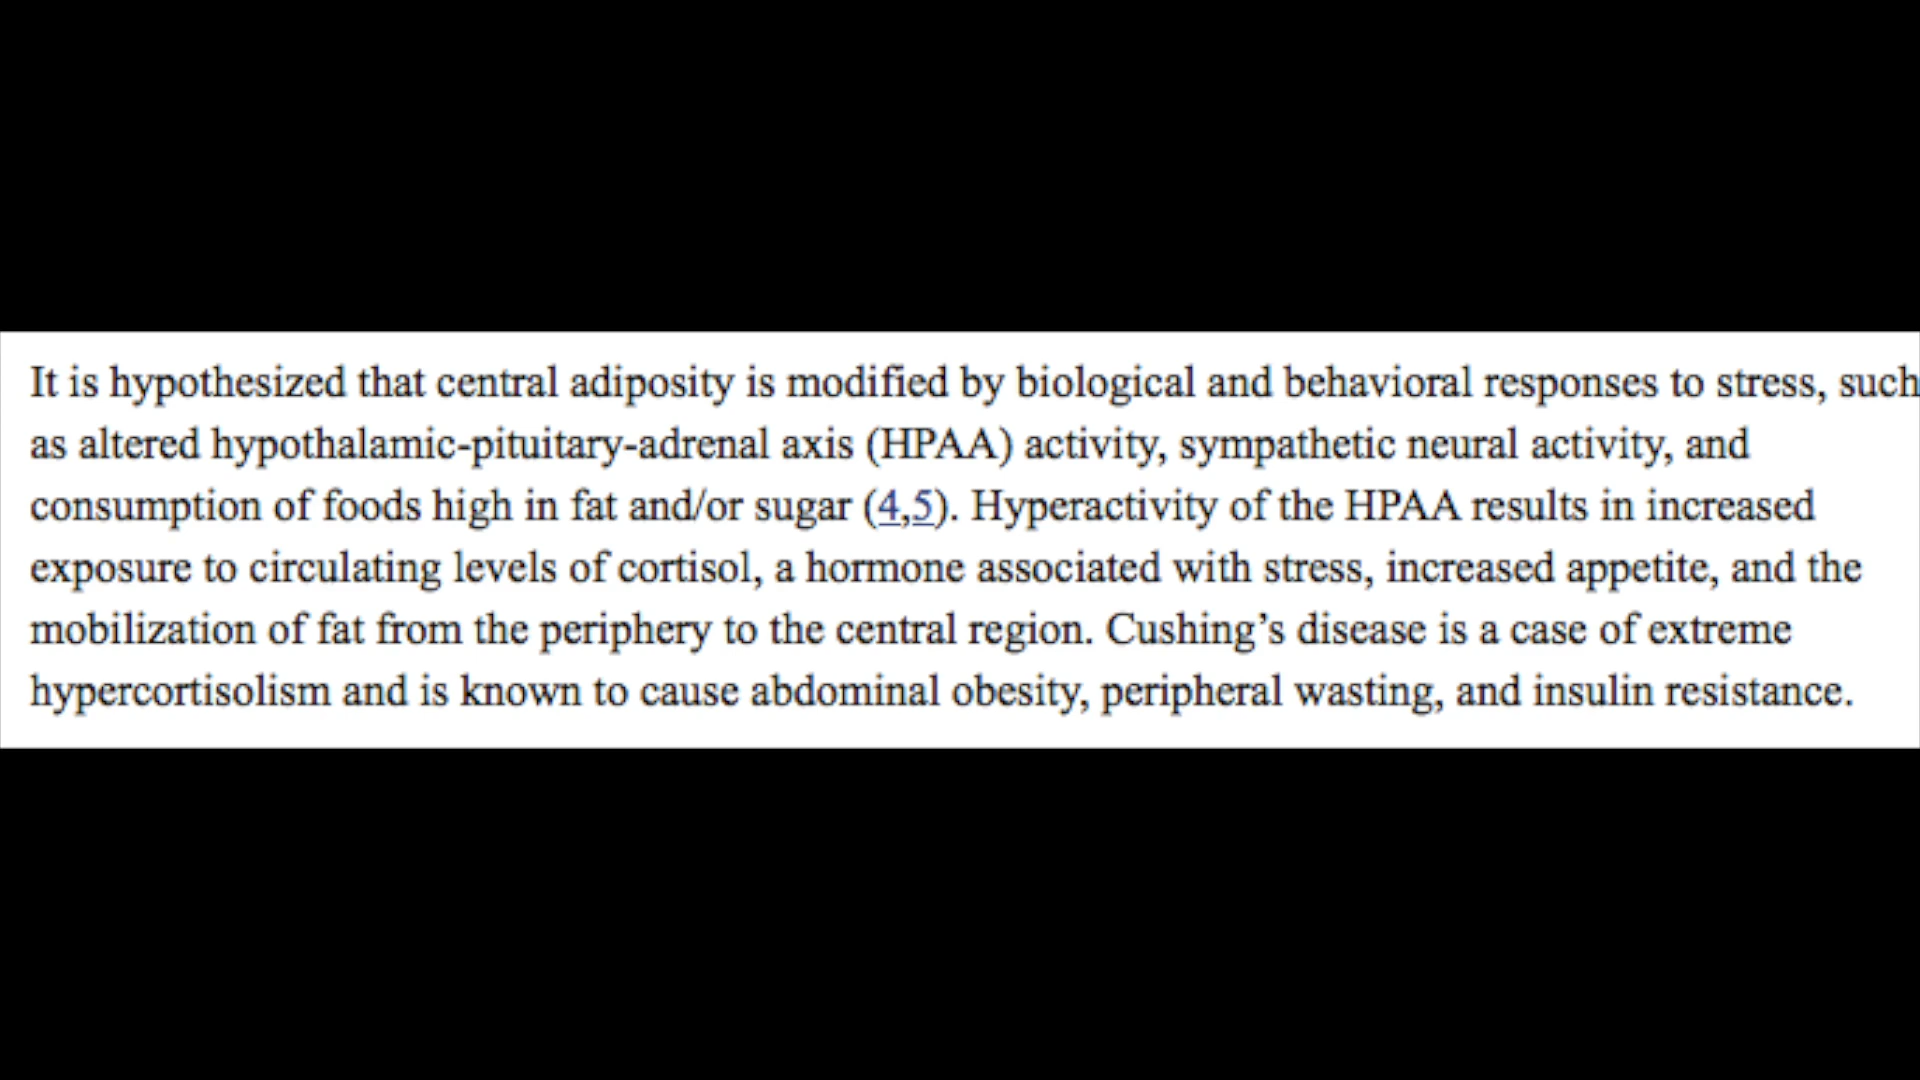 It is hypothesized that central adiposity is modified by biological and behavioral responses to stress, such
as altered hypothalamic-pituitary-adrenal axis (HPAA) activity, sympathetic neural activity, and
consumption of foods high in fat and/or sugar (4,5). Hyperactivity of the HPAA results in increased
exposure to circulating levels of cortisol, a hormone associated with stress, increased appetite, and the
mobilization of fat from the periphery to the central region. Cushing’s disease is a case of extreme
hypercortisolism and is known to cause abdominal obesity, peripheral wasting, and insulin resistance.